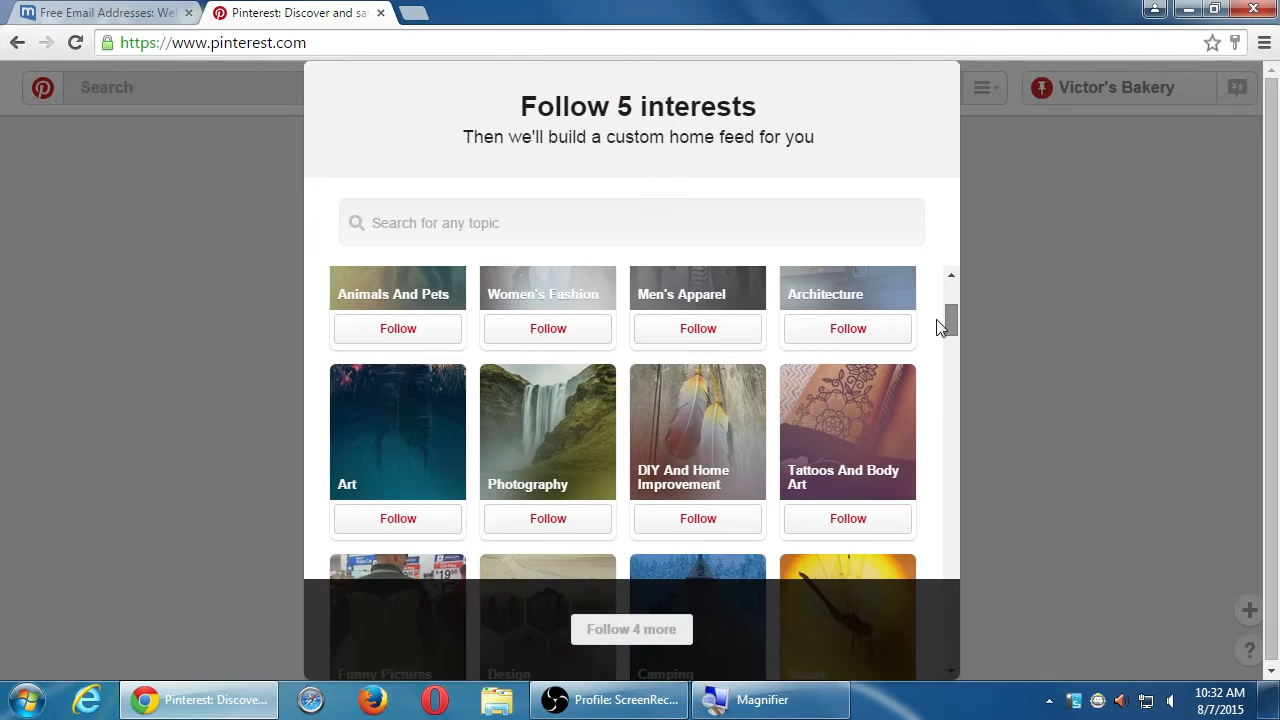 Free Email Addresses: We
Pinterest: Discover and sa
https://www.pinterest.com
Search
Victor's Bakery
Follow 5 interests
Then we'll build a custom home feed for you
Search for any topic
Animals And Pets
Women's Fashion
Men's Apparel
Architecture
Follow
Follow
Follow
Follow
Art
Photography
DIY And Home
Improvement
Tattoos And Body
Art
Follow
Follow
Follow
Follow
$19.98
Follow 4 more
Funny Pictures
Design
Camping
Pinterest: Discove...
Profile: ScreenRec...
Magnifier
10:32 AM
8/7/2015